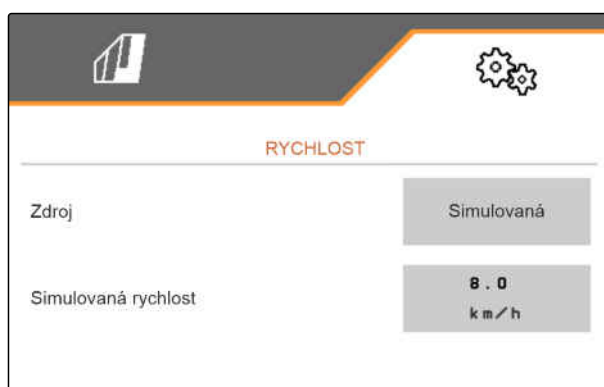 RYCHLOST
Zdroj
Simulovaná
Simulovaná rychlost
8.0
km/h